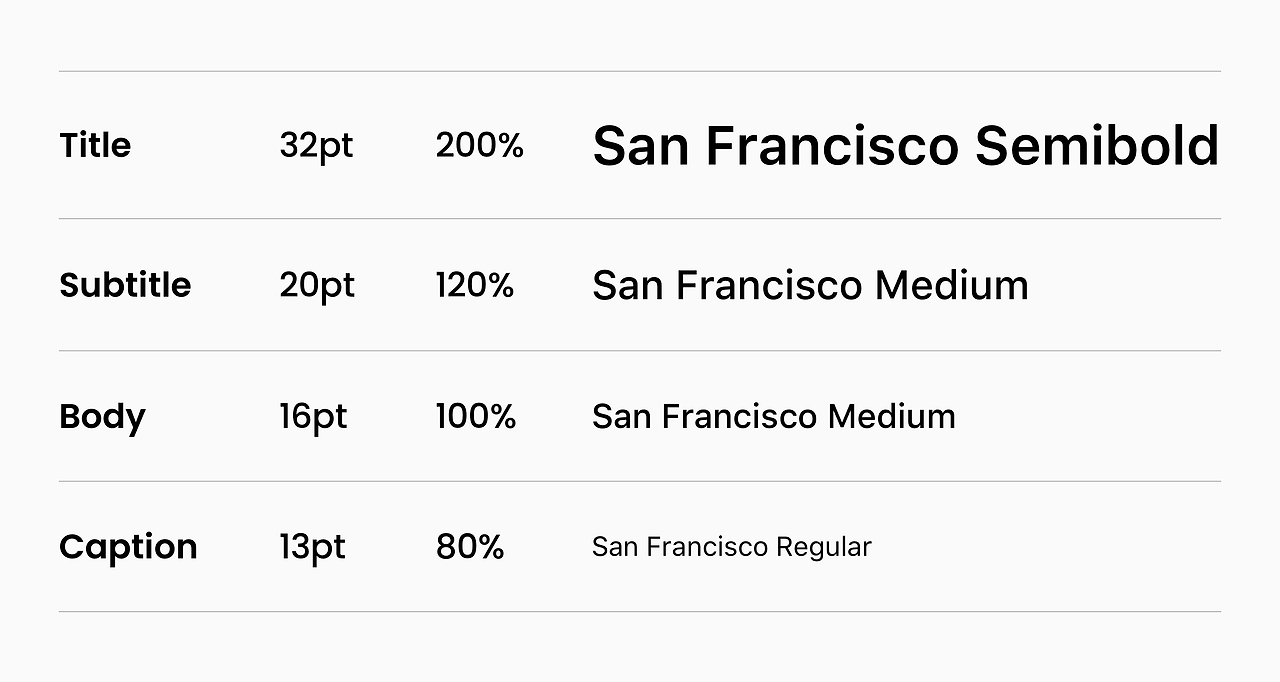 Title 32pt 200% San Francisco Semibold
Subtitle 20pt 120% San Francisco Medium
Body 16pt 100% San Francisco Medium
Caption 13pt 80% San Francisco Regular